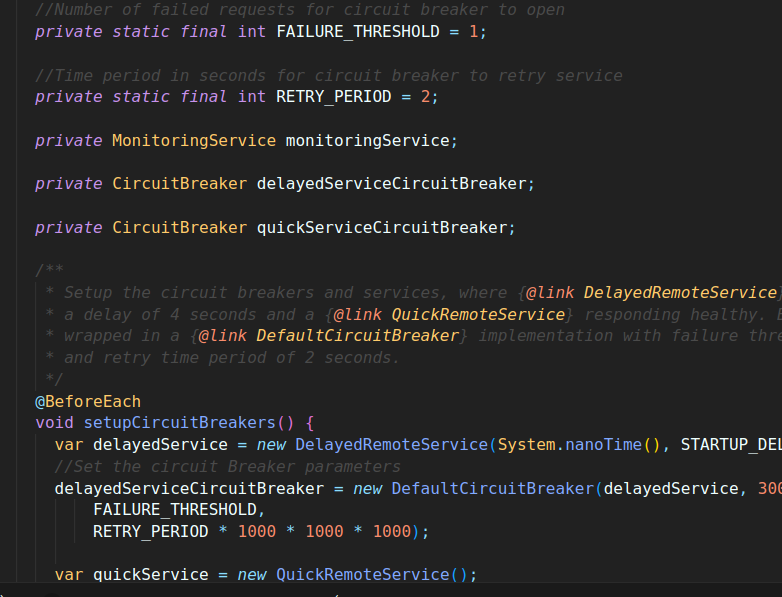 //Number of failed requests for circuit breaker to open
private static final int FAILURE_THRESHOLD = 1;
//Time period in seconds for circuit breaker to retry service
private static final int RETRY_PERIOD = 2;
private MonitoringService monitoringService;
private CircuitBreaker delayedServiceCircuitBreaker;
private CircuitBreaker quickServiceCircuitBreaker;
/**
* Setup the circuit breakers and services, where {@link DelayedRemoteService}
* a delay of 4 seconds and a {@link QuickRemoteService} responding healthy.
* wrapped in a {@link DefaultCircuitBreaker} implementation with failure thre
* and retry time period of 2 seconds.
*/
@BeforeEach
void setupCircuitBreakers() {
var delayedService = new DelayedRemoteService(System.nanoTime(), STARTUP_DEL
//Set the circuit Breaker parameters
delayedServiceCircuitBreaker = new DefaultCircuitBreaker(delayedService, 300
FAILURE_THRESHOLD,
RETRY_PERIOD * 1000 * 1000 * 1000);
var quickService = new QuickRemoteService();